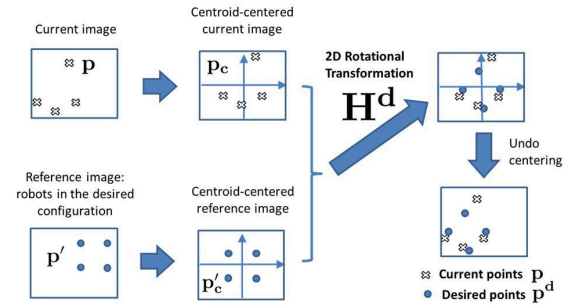 Current image
p
Centroid-centered
current image
p_c
2D Rotational
Transformation
H^d
Undo
centering
Reference image:
robots in the desired
configuration
p′
Centroid-centered
reference image
p′_c
Current points p
Desired points p^d